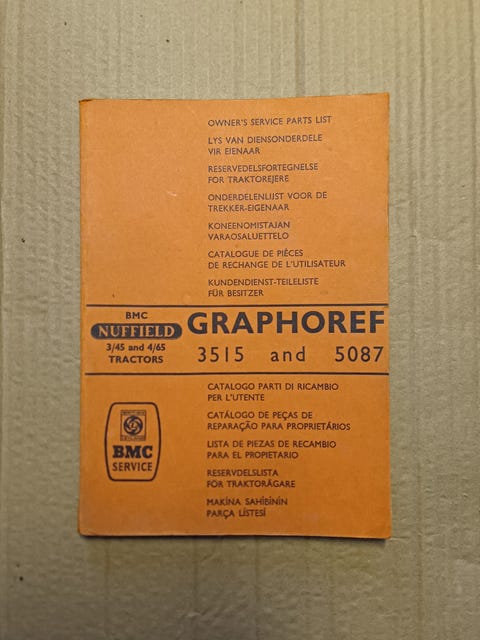 OWNER'S SERVICE PARTS LIST
LYS VAN DIENSONDERDELE
VIR EIENAAR
RESERVEDELSFORTEGNELSE
FOR TRAKTOREJERE
ONDERDELENLIJST VOOR DE
TREKKER-EIGENAAR
KONEENOMISTAJAN
VARAOSALUETTELO
CATALOGUE DE PIÈCES
DE RECHANGE DE L'UTILISATEUR
KUNDENDIENST-TEILELISTE
FÜR BESITZER
BMC
NUFFIELD
3/45 and 4/65
TRACTORS
GRAPHOREF
3515 and 5087
CATALOGO PARTI DI RICAMBIO
PER L'UTENTE
CATÁLOGO DE PEÇAS DE
REPARAÇÃO PARA PROPRIETÁRIOS
LISTA DE PIEZAS DE RECAMBIO
PARA EL PROPIETARIO
RESERVDELSLISTA
FÖR TRAKTORÄGARE
MAKİNA SAHİBİNİN
PARÇA LİSTESİ
BMC
SERVICE